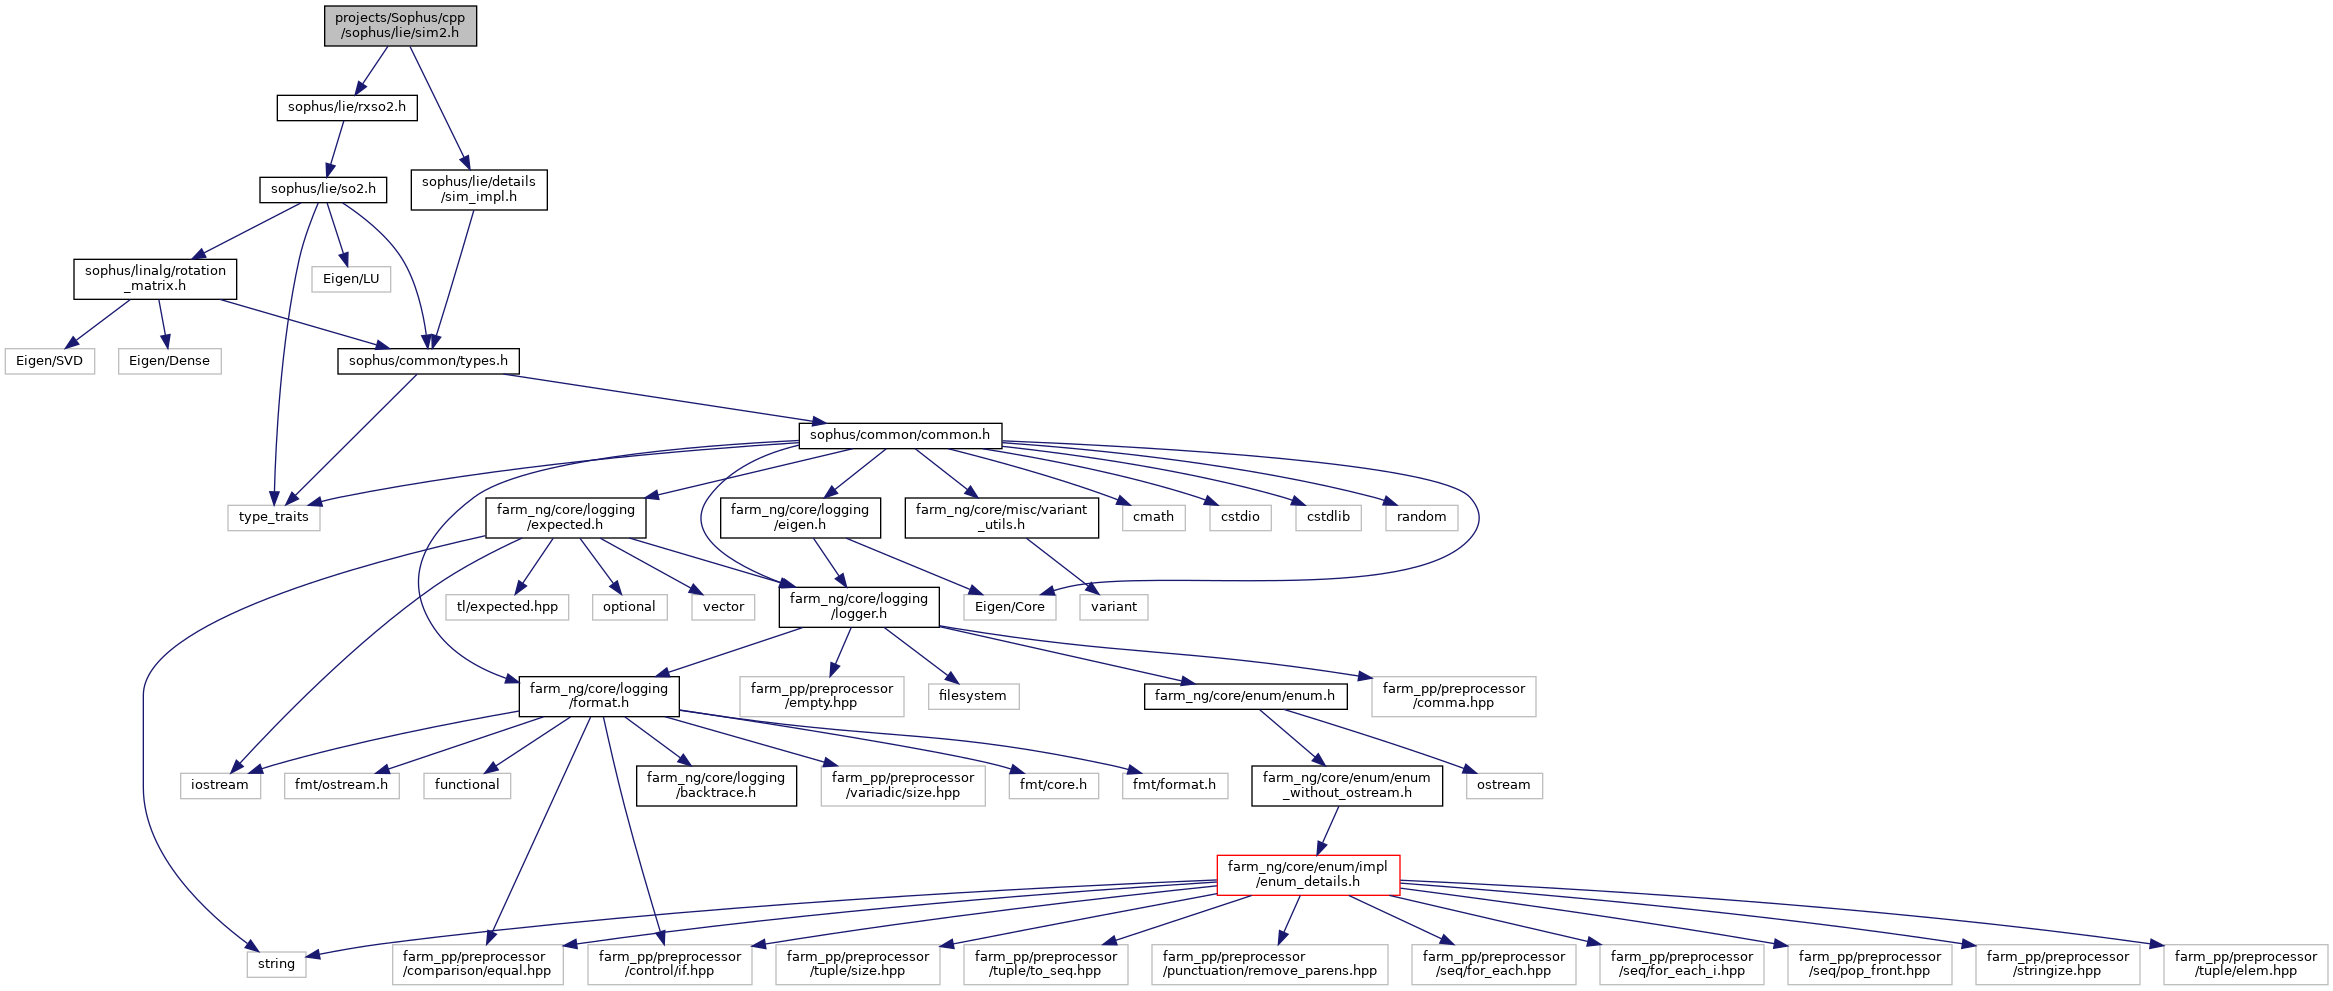 projects/Sophus/cpp
/sophus/lie/sim2.h
sophus/lie/rxso2.h
sophus/lie/so2.h
sophus/lie/details
/sim_impl.h
sophus/linalg/rotation
_matrix.h
Eigen/LU
Eigen/SVD
Eigen/Dense
sophus/common/types.h
sophus/common/common.h
type_traits
farm_ng/core/logging
/expected.h
farm_ng/core/logging
/eigen.h
farm_ng/core/misc/variant
_utils.h
cmath
cstdio
cstdlib
random
tl/expected.hpp
optional
vector
farm_ng/core/logging
/logger.h
Eigen/Core
variant
farm_ng/core/logging
/format.h
farm_pp/preprocessor
/empty.hpp
filesystem
farm_ng/core/enum/enum.h
farm_pp/preprocessor
/comma.hpp
iostream
fmt/ostream.h
functional
farm_ng/core/logging
/backtrace.h
farm_pp/preprocessor
/variadic/size.hpp
fmt/core.h
fmt/format.h
farm_ng/core/enum/enum
_without_ostream.h
ostream
farm_ng/core/enum/impl
/enum_details.h
string
farm_pp/preprocessor
/comparison/equal.hpp
farm_pp/preprocessor
/control/if.hpp
farm_pp/preprocessor
/tuple/size.hpp
farm_pp/preprocessor
/tuple/to_seq.hpp
farm_pp/preprocessor
/punctuation/remove_parens.hpp
farm_pp/preprocessor
/seq/for_each.hpp
farm_pp/preprocessor
/seq/for_each_i.hpp
farm_pp/preprocessor
/seq/pop_front.hpp
farm_pp/preprocessor
/stringize.hpp
farm_pp/preprocessor
/tuple/elem.hpp